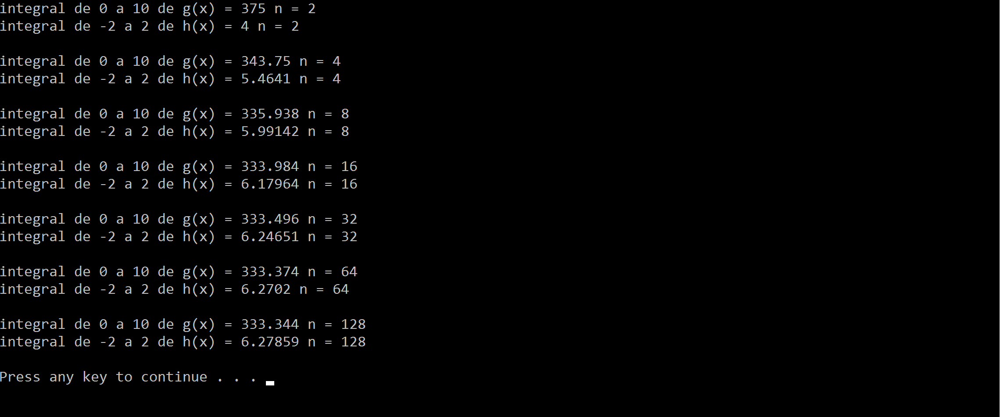 integral de 0 a 10 de g(x) = 375 n = 2
integral de -2 a 2 de h(x) = 4 n = 2
integral de 0 a 10 de g(x) = 343.75 n = 4
integral de -2 a 2 de h(x) = 5.4641 n = 4
integral de 0 a 10 de g(x) = 335.938 n = 8
integral de -2 a 2 de h(x) = 5.99142 n = 8
integral de 0 a 10 de g(x) = 333.984 n = 16
integral de -2 a 2 de h(x) = 6.17964 n = 16
integral de 0 a 10 de g(x) = 333.496 n = 32
integral de -2 a 2 de h(x) = 6.24651 n = 32
integral de 0 a 10 de g(x) = 333.374 n = 64
integral de -2 a 2 de h(x) = 6.2702 n = 64
integral de 0 a 10 de g(x) = 333.344 n = 128
integral de -2 a 2 de h(x) = 6.27859 n = 128
Press any key to continue . . .